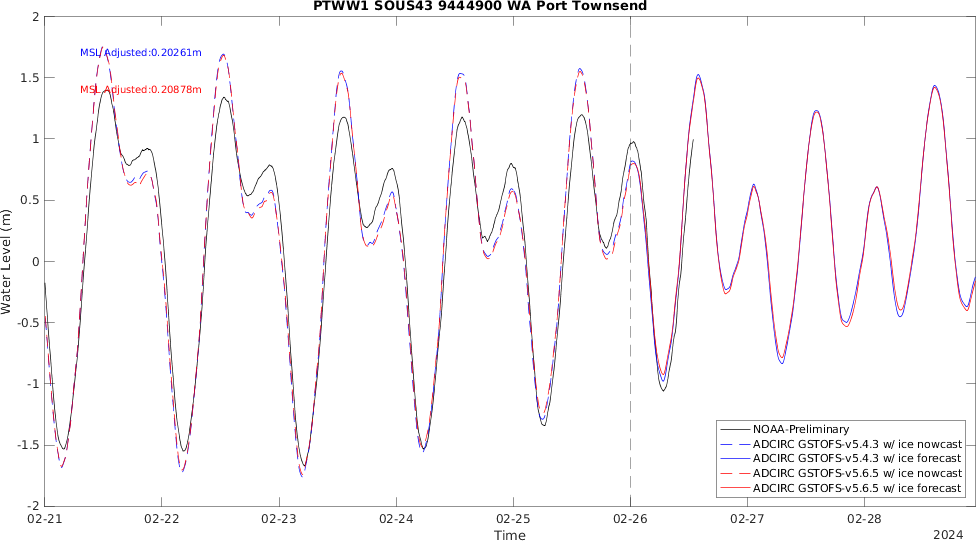 PTWW1 SOUS43 9444900 WA Port Townsend
MSL Adjusted:0.20261m
MSL Adjusted:0.20878m
Water Level (m)
2
1.5
1
0.5
0
-0.5
-1
-1.5
-2
NOAA-Preliminary
ADCIRC GSTOFS-v5.4.3 w/ ice nowcast
ADCIRC GSTOFS-v5.4.3 w/ ice forecast
ADCIRC GSTOFS-v5.6.5 w/ ice nowcast
ADCIRC GSTOFS-v5.6.5 w/ ice forecast
02-21 02-22 02-23 02-24 02-25 02-26 02-27 02-28
Time
2024